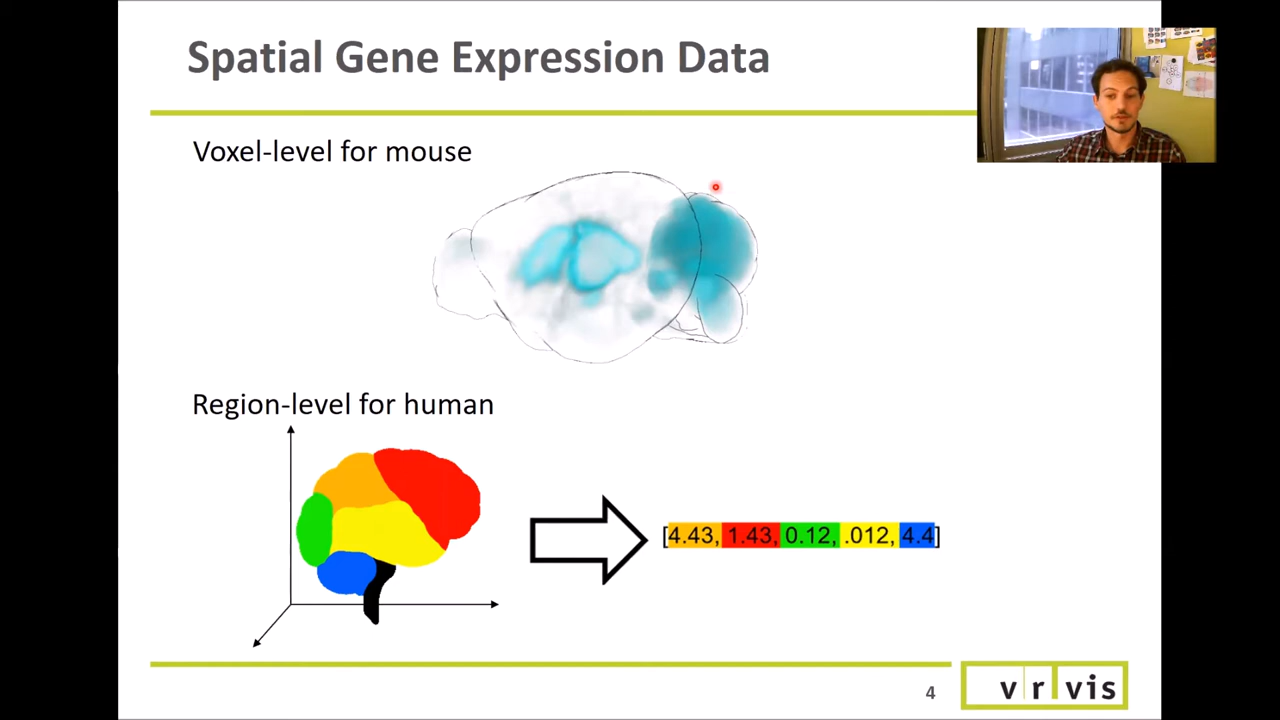 Spatial Gene Expression Data
Voxel-level for mouse
Region-level for human
[4.43, 1.43, 0.12, .012, 4.4]
4
vrvis